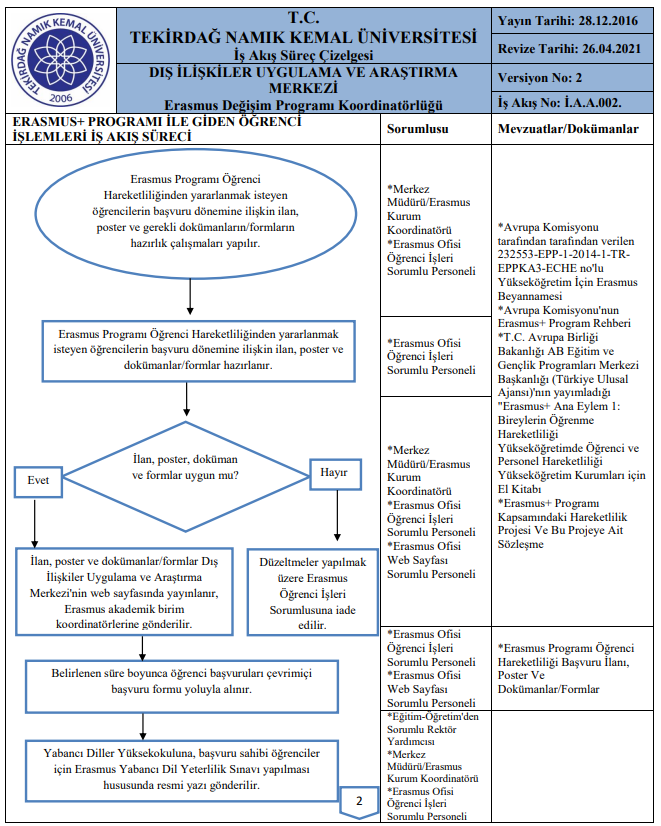 TEKİRDAĞ NAMIK KEMAL ÜNİVERSİTESİ
2006
T.C.
TEKİRDAĞ NAMIK KEMAL ÜNİVERSİTESİ
İş Akış Süreç Çizelgesi
DIŞ İLİŞKİLER UYGULAMA VE ARAŞTIRMA
MERKEZİ
Erasmus Değişim Programı Koordinatörlüğü
Yayın Tarihi: 28.12.2016
Revize Tarihi: 26.04.2021
Versiyon No: 2
İş Akış No: İ.A.A.002.
ERASMUS+ PROGRAMI İLE GİDEN ÖĞRENCİ
İŞLEMLERİ İŞ AKIŞ SÜRECİ
Sorumlusu
Mevzuatlar/Dokümanlar
Erasmus Programı Öğrenci
Hareketliliğinden yararlanmak isteyen
öğrencilerin başvuru dönemine ilişkin ilan,
poster ve gerekli dokümanların/formların
hazırlık çalışmaları yapılır.
*Merkez
Müdürü/Erasmus
Kurum
Koordinatörü
*Erasmus Ofisi
Öğrenci İşleri
Sorumlu Personeli
Erasmus Programı Öğrenci Hareketliliğinden yararlanmak
isteyen öğrencilerin başvuru dönemine ilişkin ilan, poster ve
dokümanlar/formlar hazırlanır.
*Erasmus Ofisi
Öğrenci İşleri
Sorumlu Personeli
İlan, poster, doküman
ve formlar uygun mu?
Evet
Hayır
İlan, poster ve dokümanlar/formlar Dış
İlişkiler Uygulama ve Araştırma
Merkezi'nin web sayfasında yayınlanır,
Erasmus akademik birim
koordinatörlerine gönderilir.
Düzeltmeler yapılmak
üzere Erasmus
Öğrenci İşleri
Sorumlusuna iade
edilir.
*Merkez
Müdürü/Erasmus
Kurum
Koordinatörü
*Erasmus Ofisi
Öğrenci İşleri
Sorumlu Personeli
*Erasmus Ofisi
Web Sayfası
Sorumlu Personeli
*Avrupa Komisyonu
tarafından tarafından verilen
232553-EPP-1-2014-1-TR-
EPPKA3-ECHE no'lu
Yükseköğretim İçin Erasmus
Beyannamesi
*Avrupa Komisyonu'nun
Erasmus+ Program Rehberi
*T.C. Avrupa Birliği
Bakanlığı AB Eğitim ve
Gençlik Programları Merkezi
Başkanlığı (Türkiye Ulusal
Ajansı)'nın yayımladığı
"Erasmus+ Ana Eylem 1:
Bireylerin Öğrenme
Hareketliliği
Yükseköğretimde Öğrenci ve
Personel Hareketliliği
Yükseköğretim Kurumları için
El Kitabı
*Erasmus+ Programı
Kapsamındaki Hareketlilik
Projesi Ve Bu Projeye Ait
Sözleşme
Belirlenen süre boyunca öğrenci başvuruları çevrimiçi
başvuru formu yoluyla alınır.
*Erasmus Ofisi
Öğrenci İşleri
Sorumlu Personeli
*Erasmus Ofisi
Web Sayfası
Sorumlu Personeli
*Erasmus Programı Öğrenci
Hareketliliği Başvuru İlanı,
Poster Ve
Dokümanlar/Formlar
Yabancı Diller Yüksekokuluna, başvuru sahibi öğrenciler
için Erasmus Yabancı Dil Yeterlilik Sınavı yapılması
hususunda resmi yazı gönderilir.
2
*Eğitim-Öğretim'den
Sorumlu Rektör
Yardımcısı
*Merkez
Müdürü/Erasmus
Kurum Koordinatörü
*Erasmus Ofisi
Öğrenci İşleri
Sorumlu Personeli